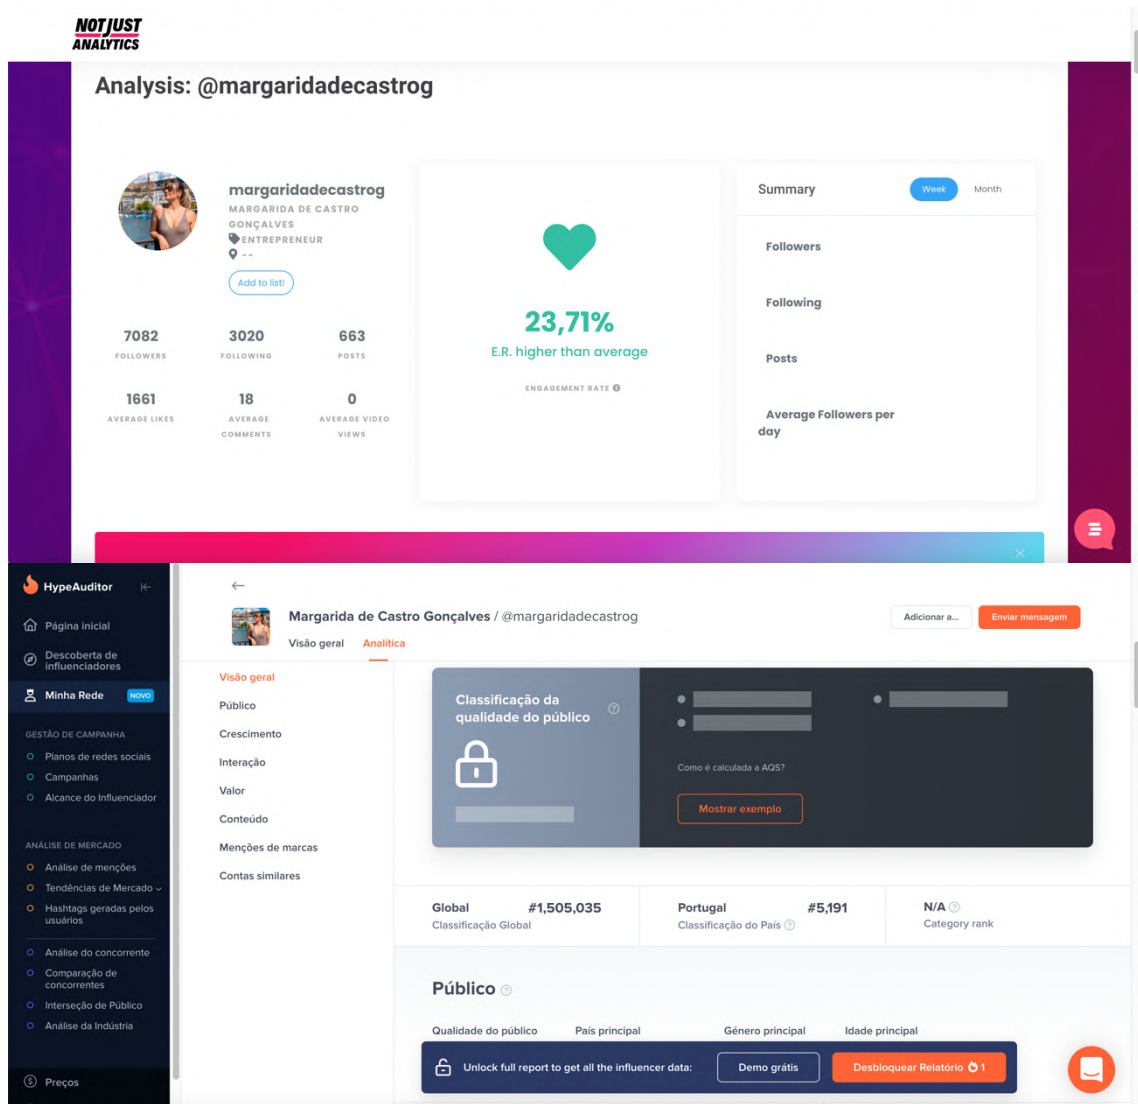 NOT JUST
ANALYTICS
Analysis: @margaridadecastrog
margaridadecastrog
MARGARIDA DE CASTRO
GONÇALVES
ENTREPRENEUR
--
Add to list!
7082
FOLLOWERS
3020
FOLLOWING
663
POSTS
1661
AVERAGE LIKES
18
AVERAGE
COMMENTS
0
AVERAGE VIDEO
VIEWS
23,71%
E.R. higher than average
ENGAGEMENT RATE
Summary
Week
Month
Followers
Following
Posts
Average Followers per
day
HypeAuditor
Página inicial
Descoberta de
influenciadores
Minha Rede NOVO
GESTÃO DE CAMPANHA
Planos de redes sociais
Campanhas
Alcance do Influenciador
ANÁLISE DE MERCADO
Análise de menções
Tendências de Mercado
Hashtags geradas pelos
usuários
Análise do concorrente
Comparação de
concorrentes
Interseção de Público
Análise da Indústria
Preços
Margarida de Castro Gonçalves / @margaridadecastrog
Visão geral Analítica
Adicionar a...
Enviar mensagem
Visão geral
Público
Crescimento
Interação
Valor
Conteúdo
Menções de marcas
Contas similares
Classificação da
qualidade do público
Como é calculada a AQS?
Mostrar exemplo
Global #1,505,035
Classificação Global
Portugal #5,191
Classificação do País
N/A
Category rank
Público
Qualidade do público País principal Género principal Idade principal
Unlock full report to get all the influencer data:
Demo grátis
Desbloquear Relatório 1